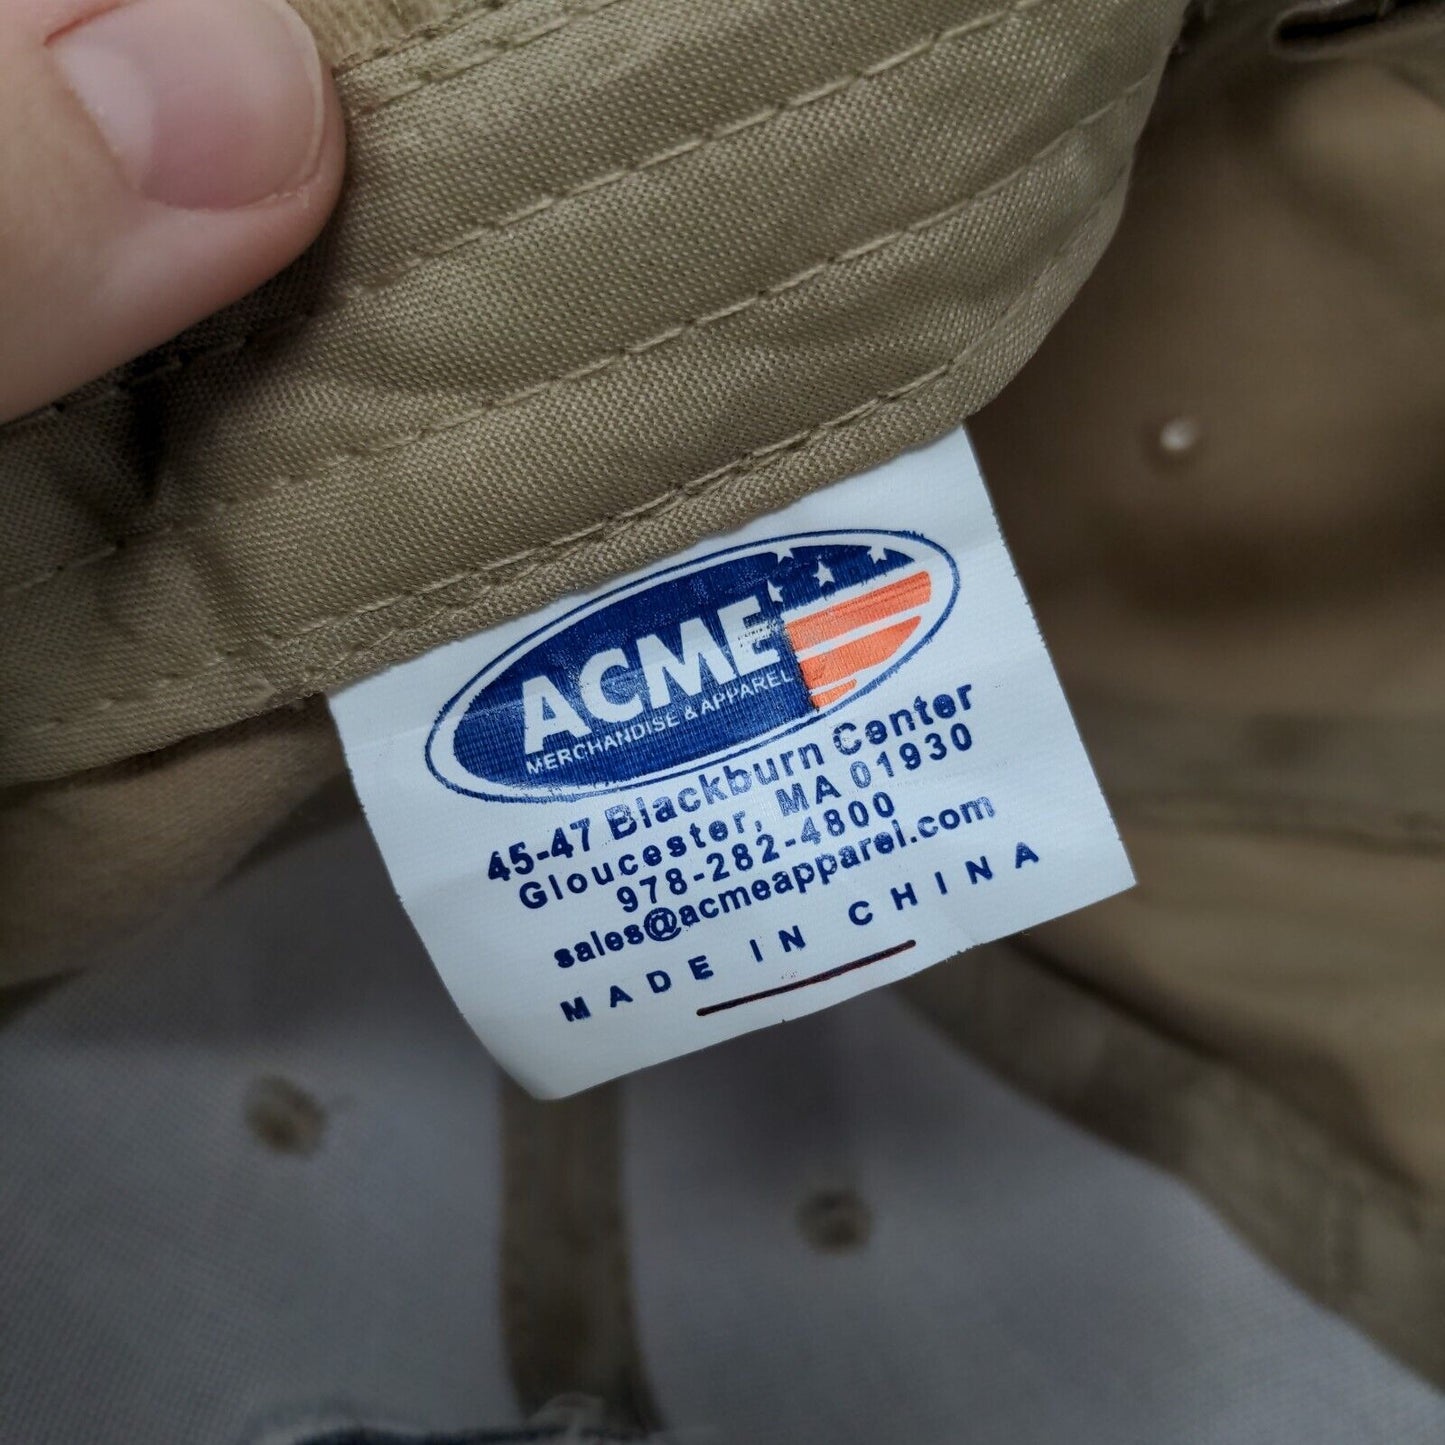 ACME
MERCHANDISE & APPAREL
45-47 Blackburn Center
Gloucester, MA 01930
978-282-4800
sales@acmeapparel.com
MADE IN CHINA